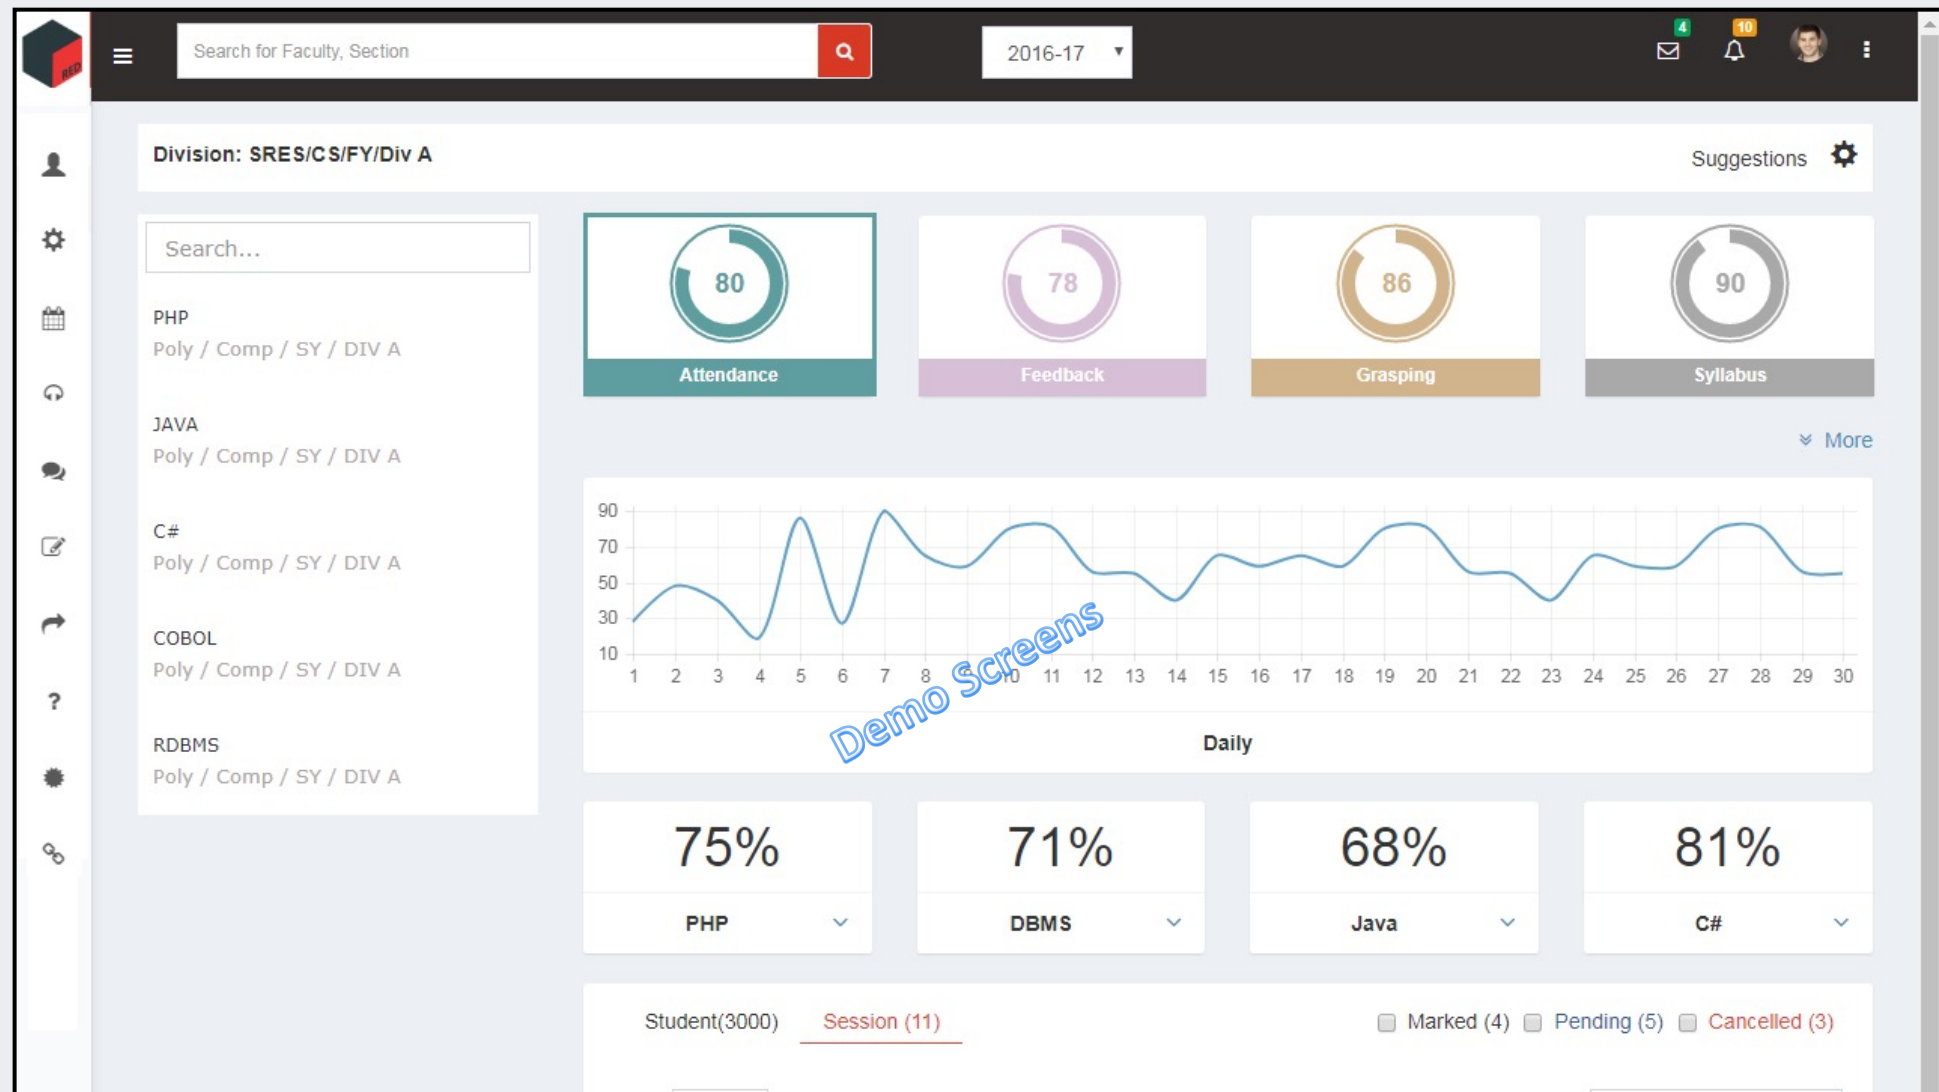 RED
Search for Faculty, Section
2016-17
4
10
Division: SRES/CS/FY/Div A
Suggestions
Search...
PHP
Poly / Comp / SY / DIV A
JAVA
Poly / Comp / SY / DIV A
C#
Poly / Comp / SY / DIV A
COBOL
Poly / Comp / SY / DIV A
RDBMS
Poly / Comp / SY / DIV A
80
Attendance
78
Feedback
86
Grasping
90
Syllabus
More
90
70
50
30
10
1 2 3 4 5 6 7 8 9 10 11 12 13 14 15 16 17 18 19 20 21 22 23 24 25 26 27 28 29 30
Demo Screens
Daily
75%
PHP
71%
DBMS
68%
Java
81%
C#
Student(3000) Session (11) Marked (4) Pending (5) Cancelled (3)